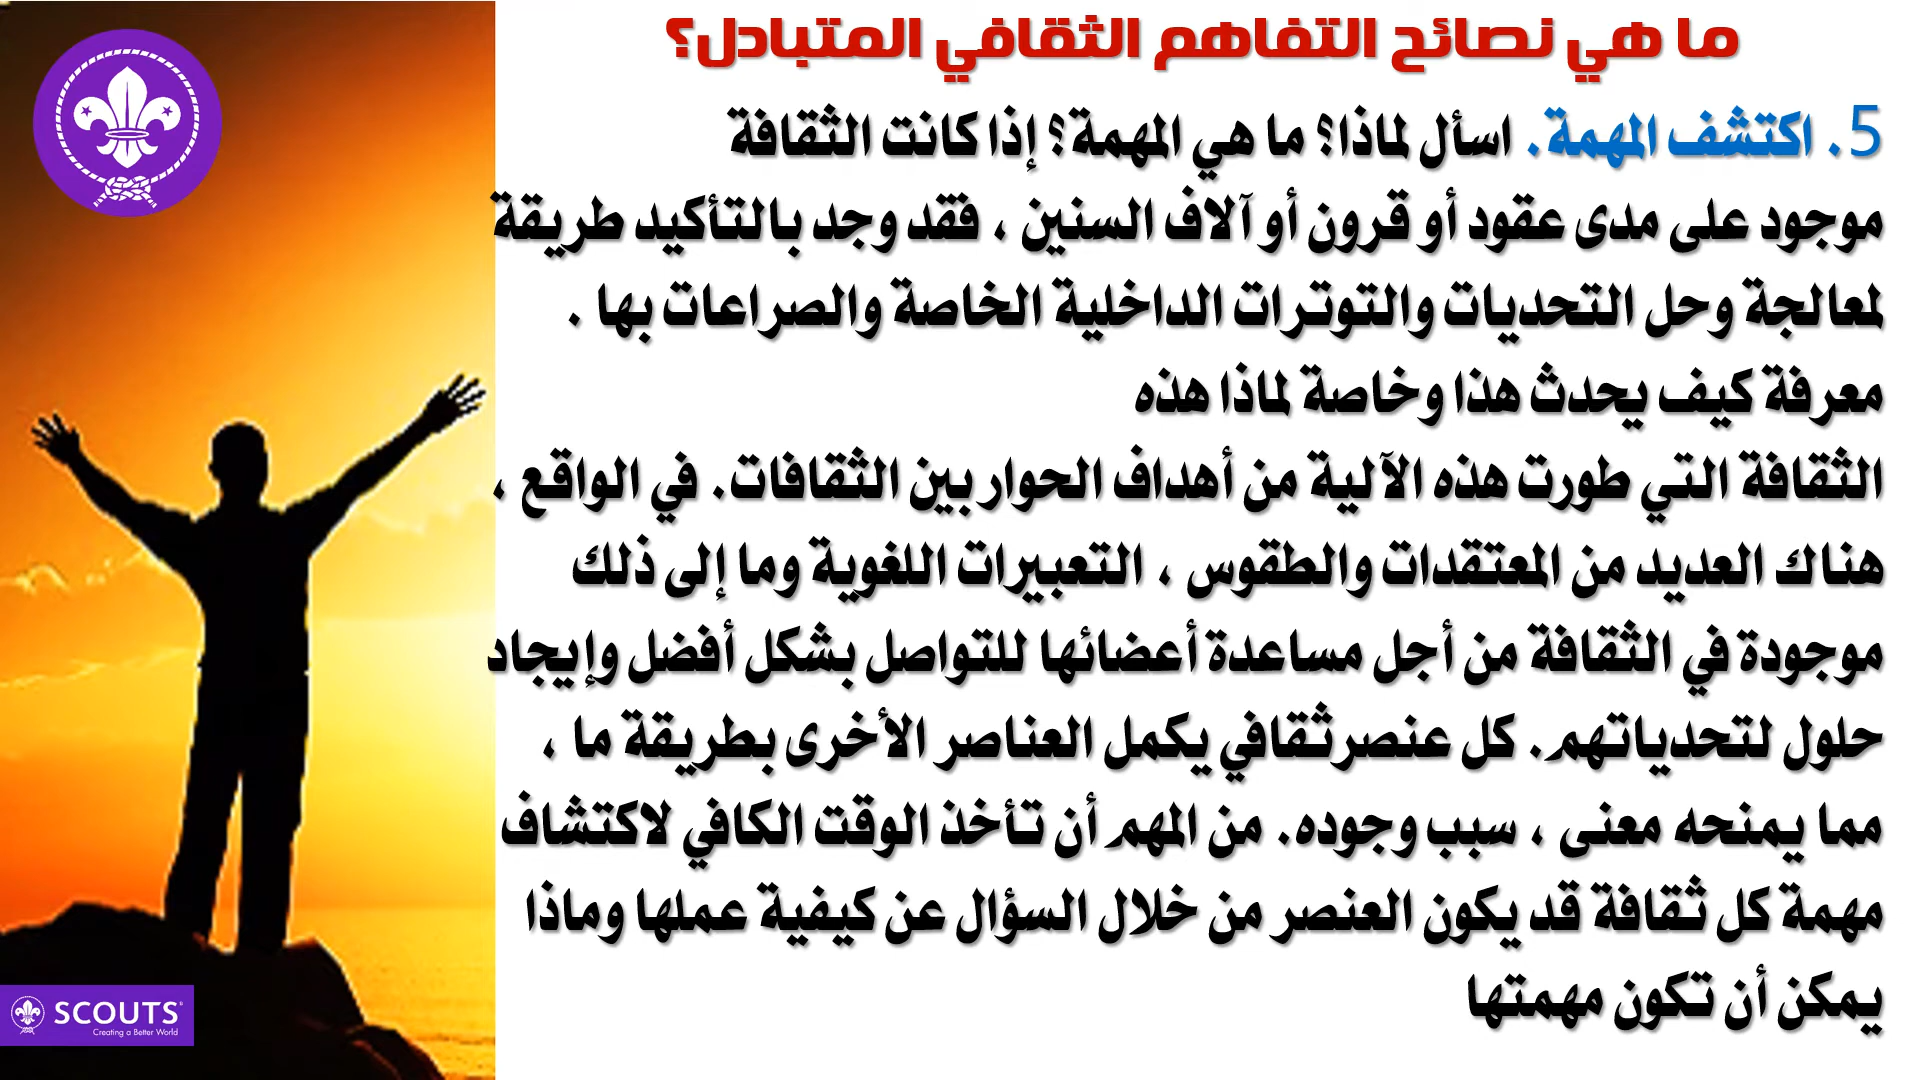 ما هي نصائح التفاهم الثقافي المتبادل؟
5. اكتشف المهمة. اسأل لماذا؟ ما هي المهمة؟ إذا كانت الثقافة
موجود على مدى عقود أو قرون أو آلاف السنين ، فقد وجد بالتأكيد طريقة
لمعالجة وحل التحديات والتوترات الداخلية الخاصة والصراعات بها .
معرفة كيف يحدث هذا وخاصة لماذا هذه
الثقافة التي طورت هذه الآلية من أهداف الحوار بين الثقافات. في الواقع ،
هناك العديد من المعتقدات والطقوس ، التعبيرات اللغوية وما إلى ذلك
موجودة في الثقافة من أجل مساعدة أعضائها للتواصل بشكل أفضل وإيجاد
حلول لتحدياتهم. كل عنصر ثقافي يكمل العناصر الأخرى بطريقة ما ،
مما يمنحه معنى ، سبب وجوده. من المهم أن تأخذ الوقت الكافي لاكتشاف
مهمة كل ثقافة قد يكون العنصر من خلال السؤال عن كيفية عملها وماذا
يمكن أن تكون مهمتها
SCOUTS®
Creating a Better World